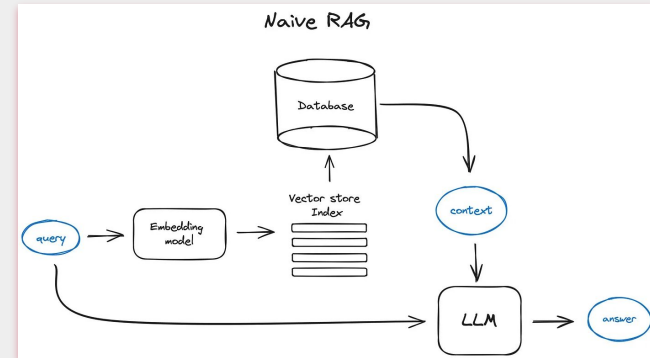 Naive RAG
Database
Vector store
Index
context
query
Embedding
model
LLM
answer